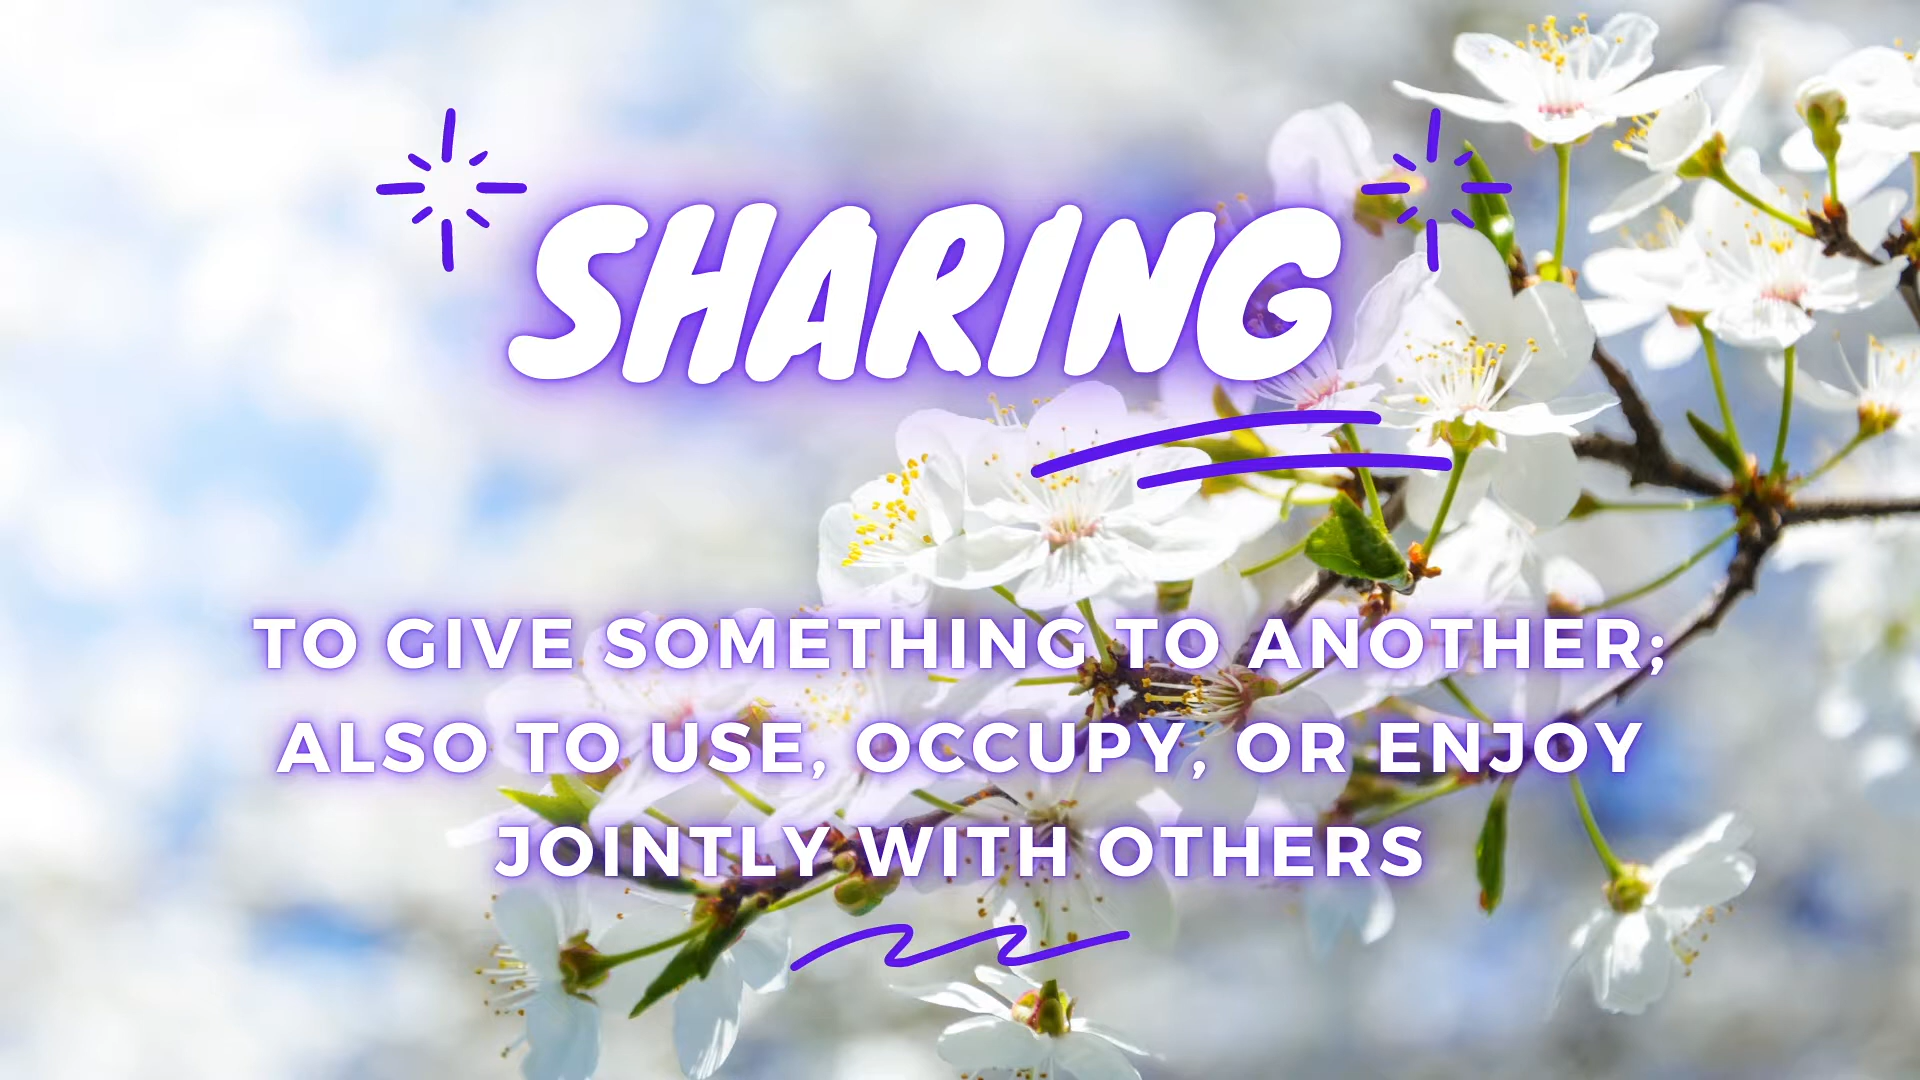 SHARING
TO GIVE SOMETHING TO ANOTHER;
ALSO TO USE, OCCUPY, OR ENJOY
JOINTLY WITH OTHERS